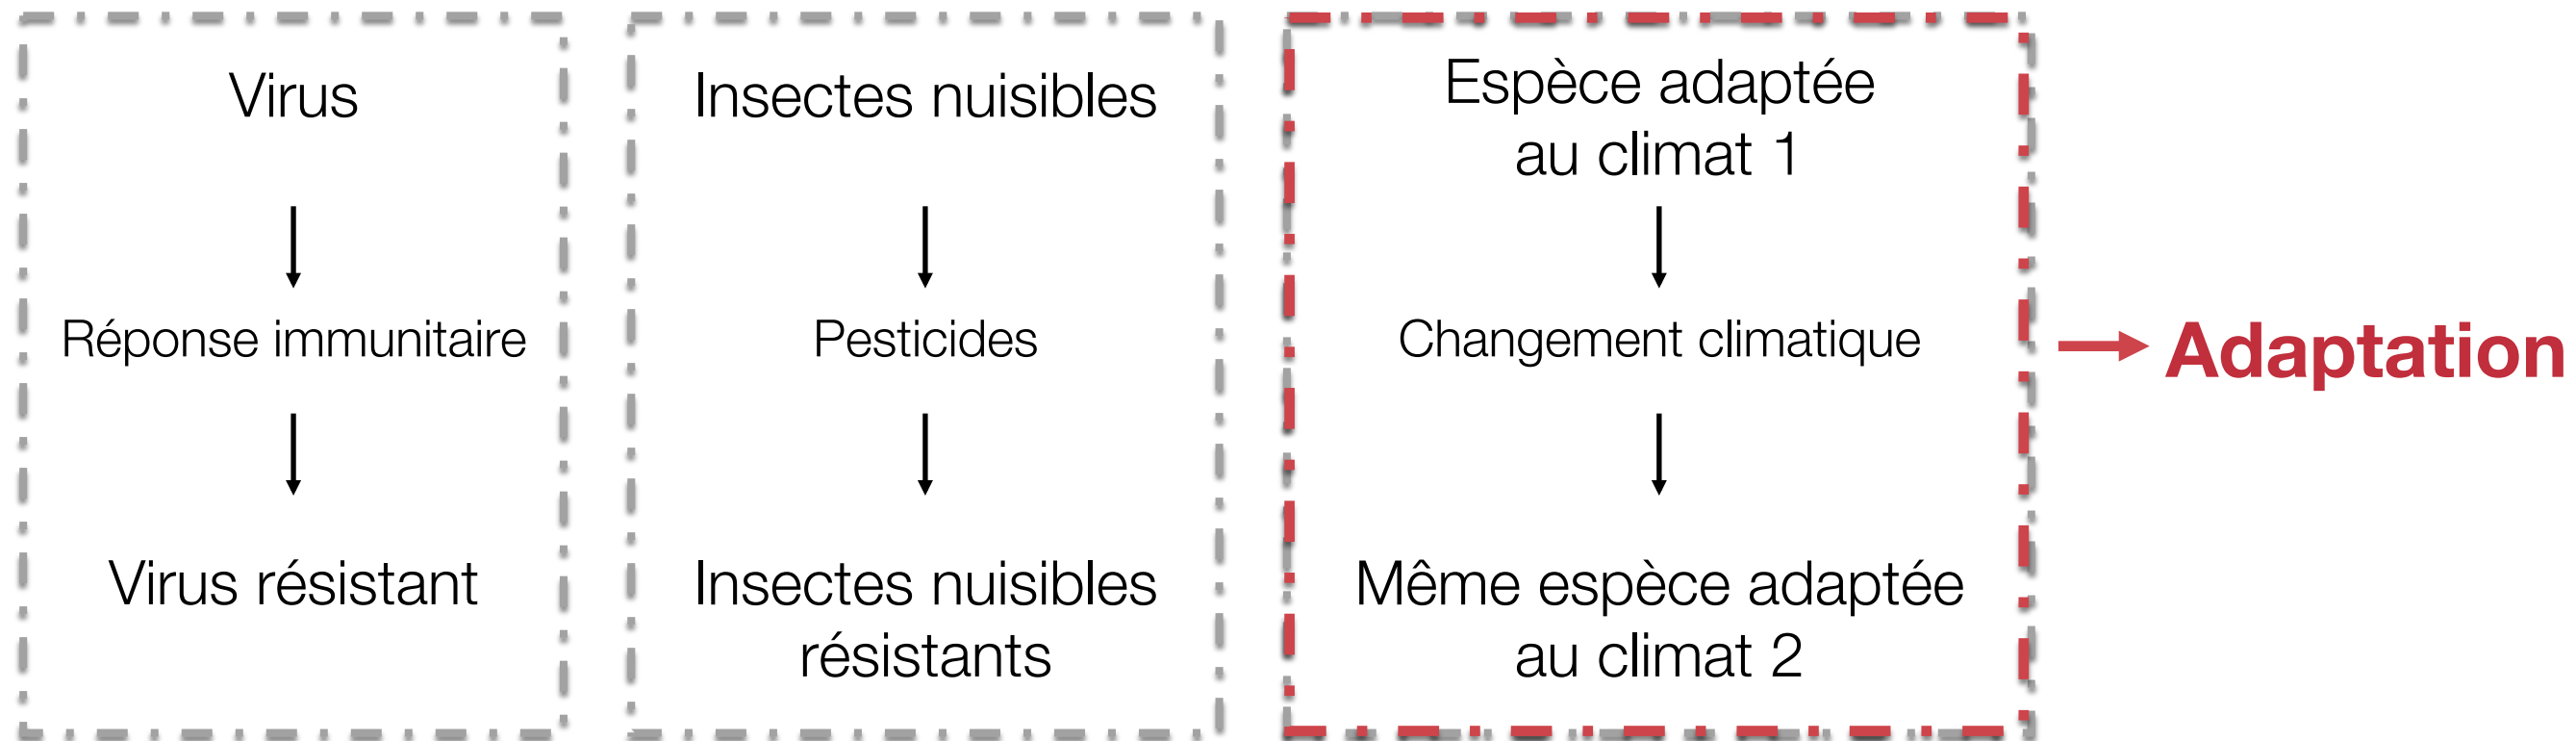 Virus
Réponse immunitaire
Virus résistant
Insectes nuisibles
Pesticides
Insectes nuisibles
résistants
Espèce adaptée
au climat 1
Changement climatique
Même espèce adaptée
au climat 2
Adaptation